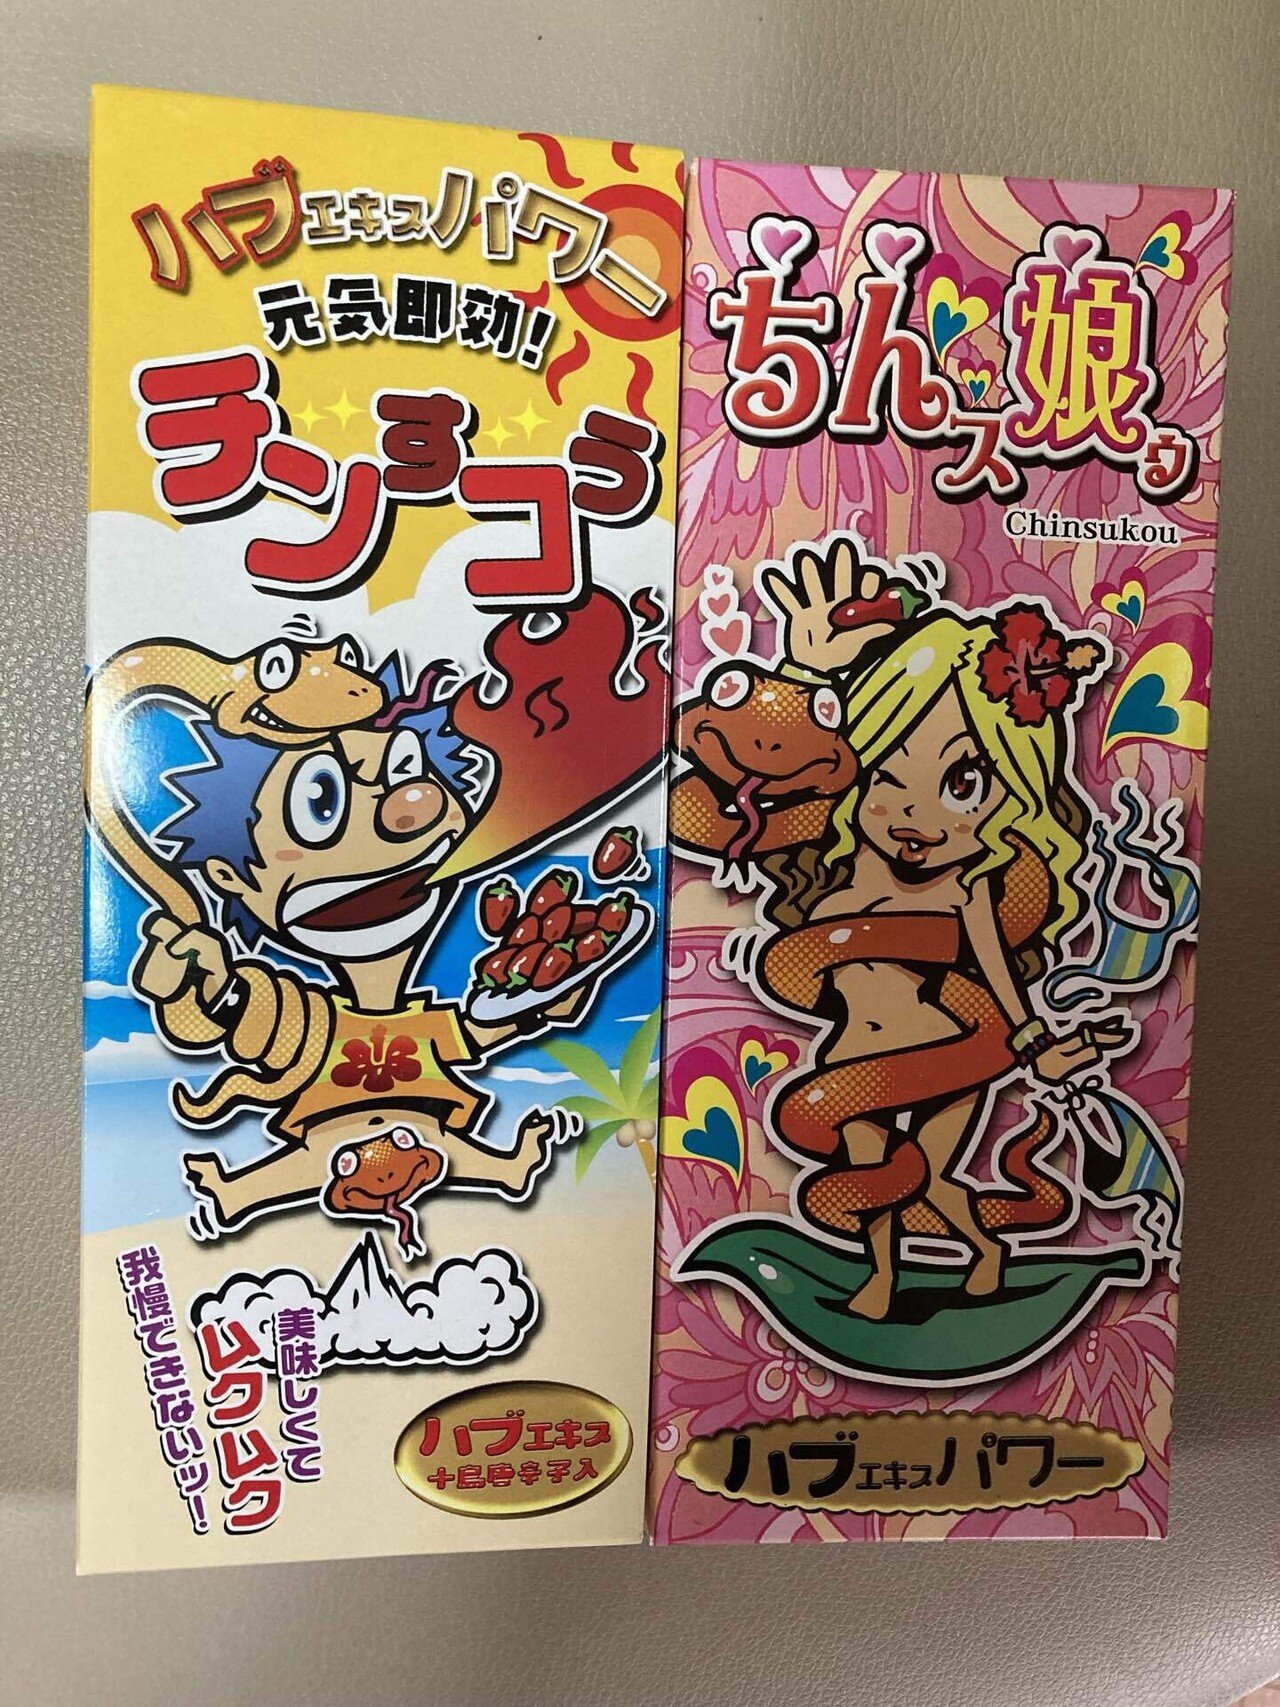 ハブエキスパワー
元気即効!
チンすコう
美味しくて
ムクムク
我慢できないッ!
ハブエキス
+島唐辛子入
ちんス娘ゥ
Chinsukou
ハブエキスパワー